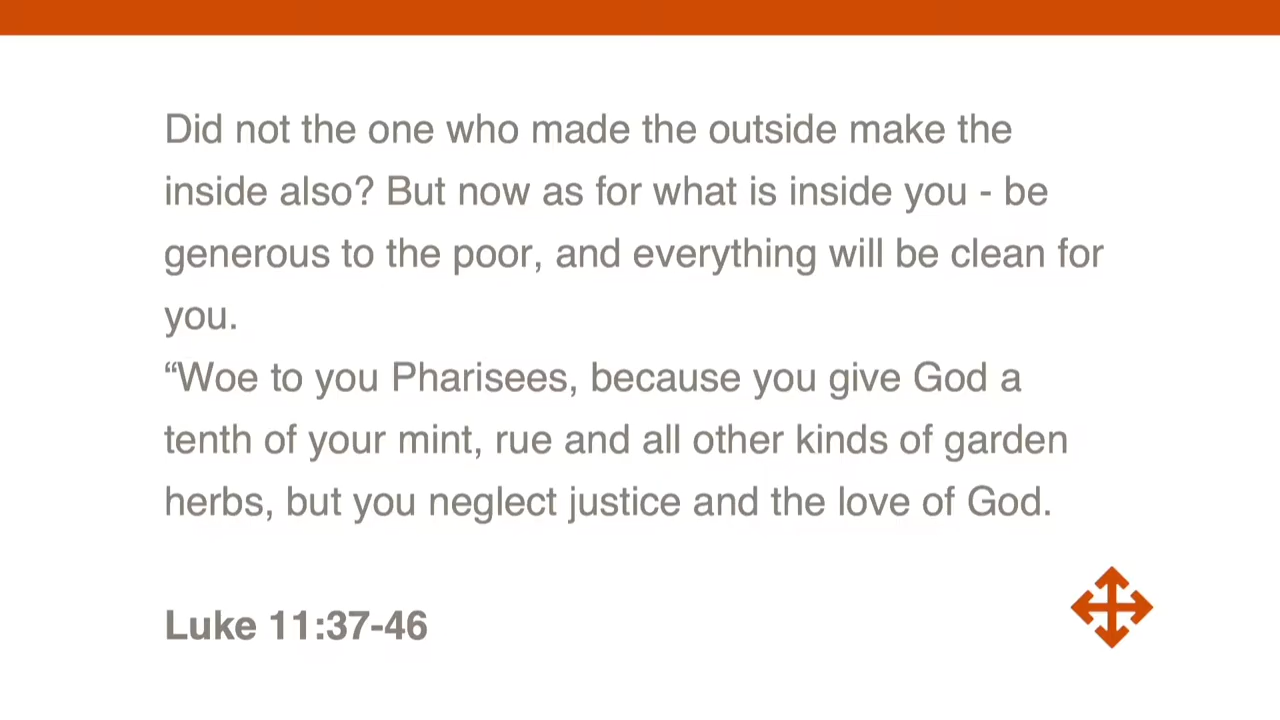 Did not the one who made the outside make the
inside also? But now as for what is inside you - be
generous to the poor, and everything will be clean for
you.
“Woe to you Pharisees, because you give God a
tenth of your mint, rue and all other kinds of garden
herbs, but you neglect justice and the love of God.
Luke 11:37-46